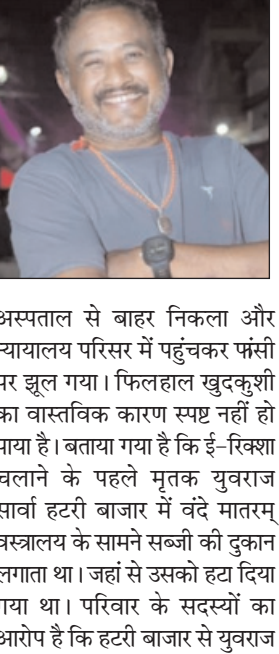 अस्पताल से बाहर निकला और
न्यायालय परिसर में पहुंचकर फांसी
पर झूल गया। फिलहाल खुदकुशी
का वास्तविक कारण स्पष्ट नहीं हो
पाया है। बताया गया है कि ई-रिक्शा
चलाने के पहले मृतक युवराज
सार्वा हटरी बाजार में वंदे मातरम्
वस्त्रालय के सामने सब्जी की दुकान
लगाता था। जहां से उसको हटा दिया
गया था। परिवार के सदस्यों का
आरोप है कि हटरी बाजार से युवराज